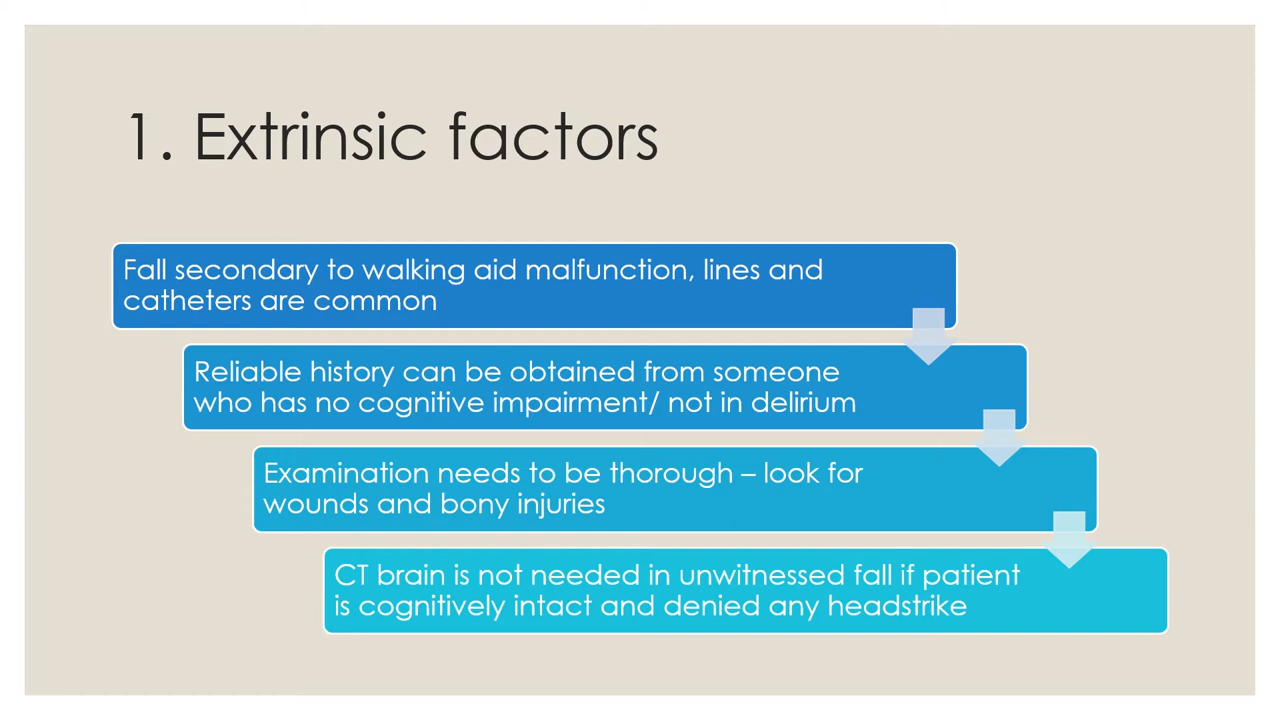 1. Extrinsic factors
Fall secondary to walking aid malfunction, lines and
catheters are common
Reliable history can be obtained from someone
who has no cognitive impairment/ not in delirium
Examination needs to be thorough – look for
wounds and bony injuries
CT brain is not needed in unwitnessed fall if patient
is cognitively intact and denied any headstrike